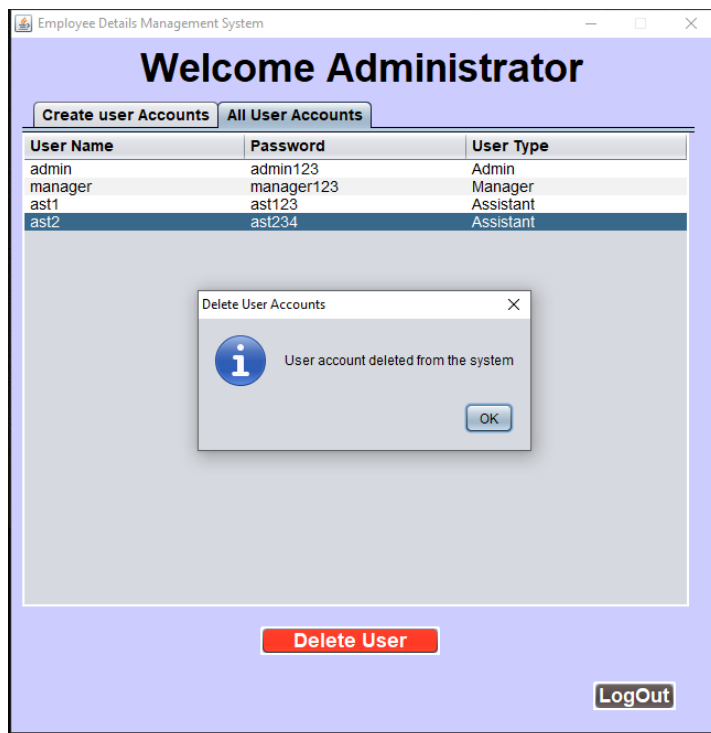 Employee Details Management System
Welcome Administrator
Create user Accounts All User Accounts
User Name Password User Type
admin admin123 Admin
manager manager123 Manager
ast1 ast123 Assistant
ast2 ast234 Assistant
Delete User Accounts
User account deleted from the system
OK
Delete User
LogOut